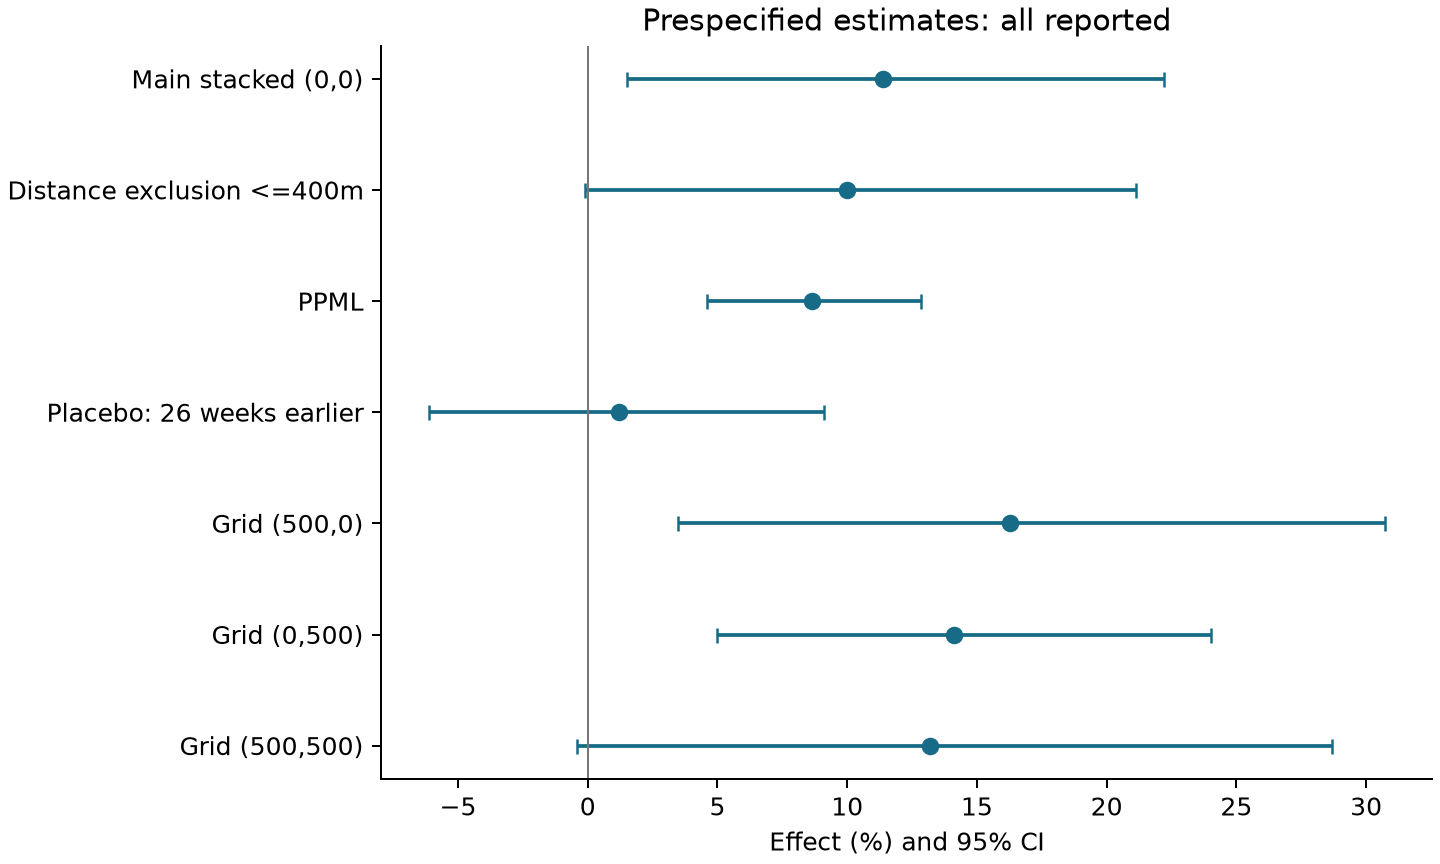 Prespecified estimates: all reported
Main stacked (0,0)
Distance exclusion <=400m
PPML
Placebo: 26 weeks earlier
Grid (500,0)
Grid (0,500)
Grid (500,500)
−5 0 5 10 15 20 25 30
Effect (%) and 95% CI